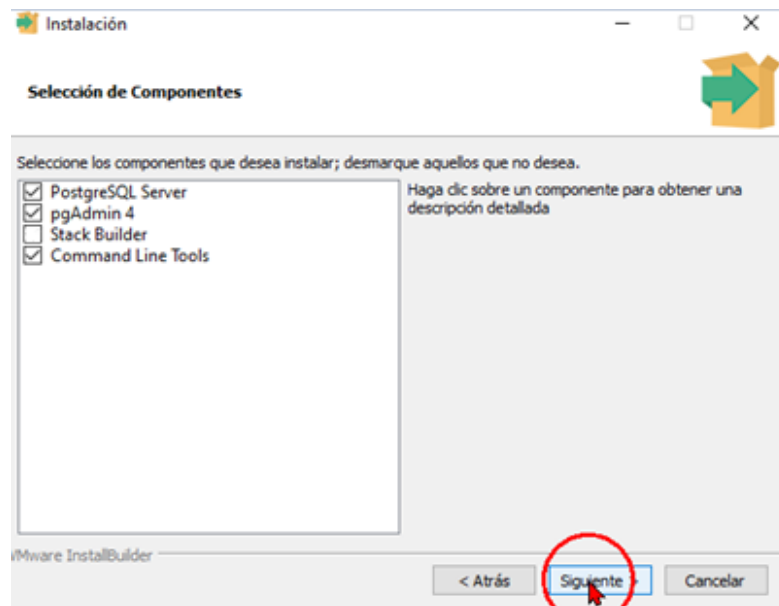 Instalación
Selección de Componentes
Seleccione los componentes que desea instalar; desmarque aquellos que no desea.
PostgreSQL Server
pgAdmin 4
Stack Builder
Command Line Tools
Haga clic sobre un componente para obtener una
descripción detallada
VMware InstallBuilder
< Atrás
Siguiente >
Cancelar